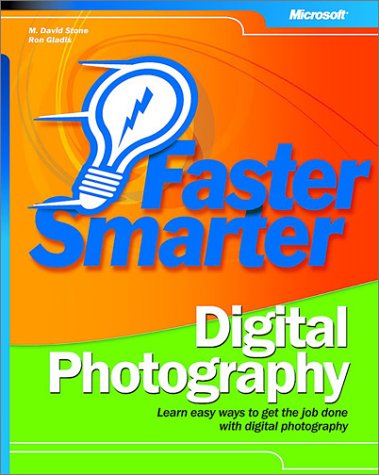 Microsoft®
M. David Stone
Ron Gladis
Faster
Smarter
Digital
Photography
Learn easy ways to get the job done
with digital photography